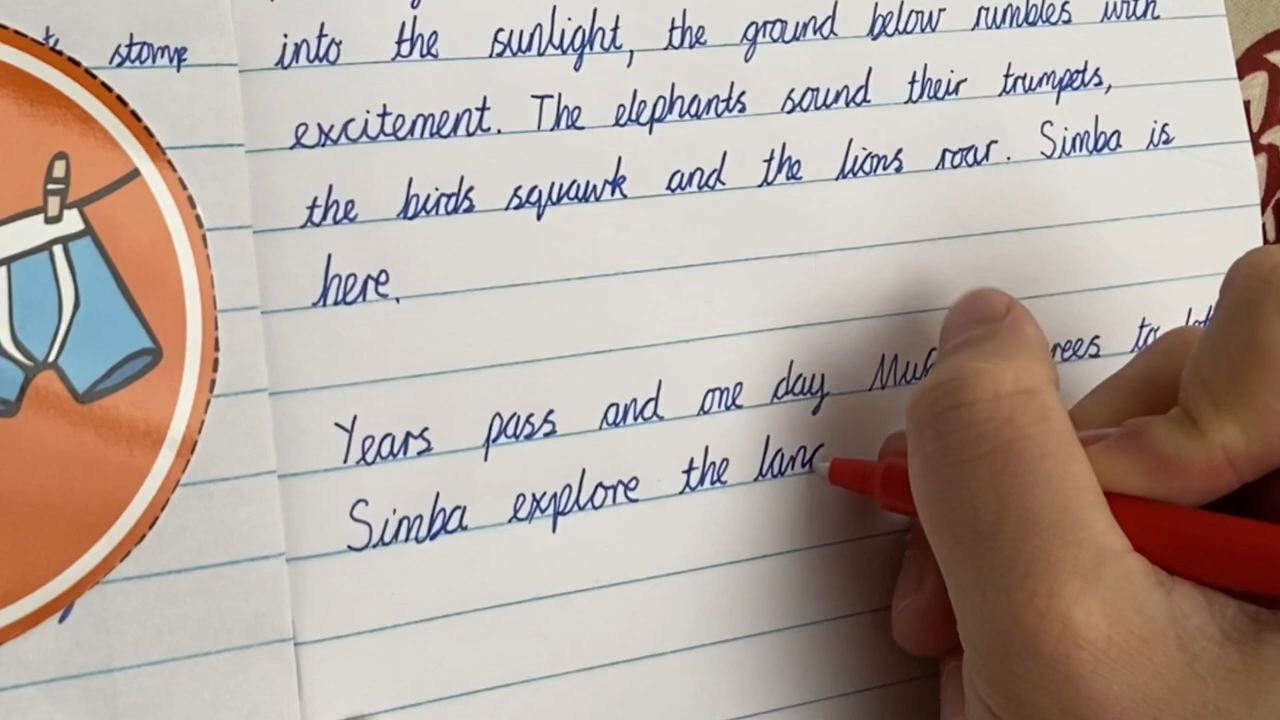 stomp
into the sunlight, the ground below rumbles with
excitement. The elephants sound their trumpets,
the birds squawk and the lions roar. Simba is
here.
Years pass and one day to
Simba explore the